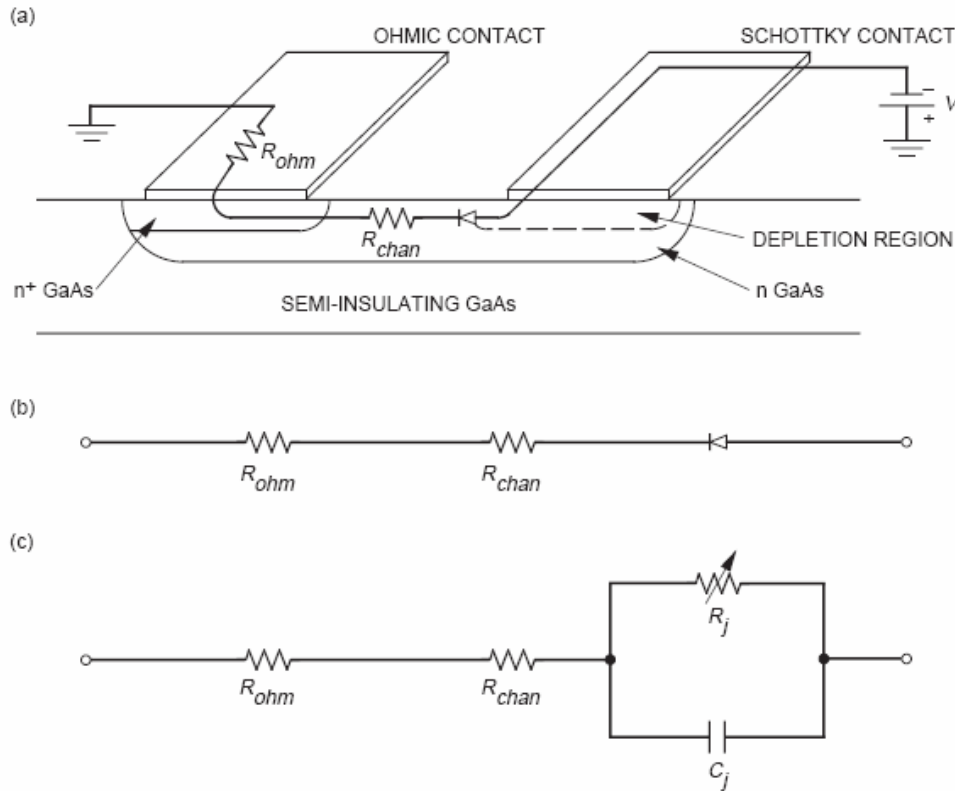 (a)
OHMIC CONTACT
SCHOTTKY CONTACT
−
V
+
R_ohm
R_chan
DEPLETION REGION
n⁺ GaAs
n GaAs
SEMI-INSULATING GaAs
(b)
R_ohm
R_chan
(c)
R_j
R_ohm
R_chan
C_j